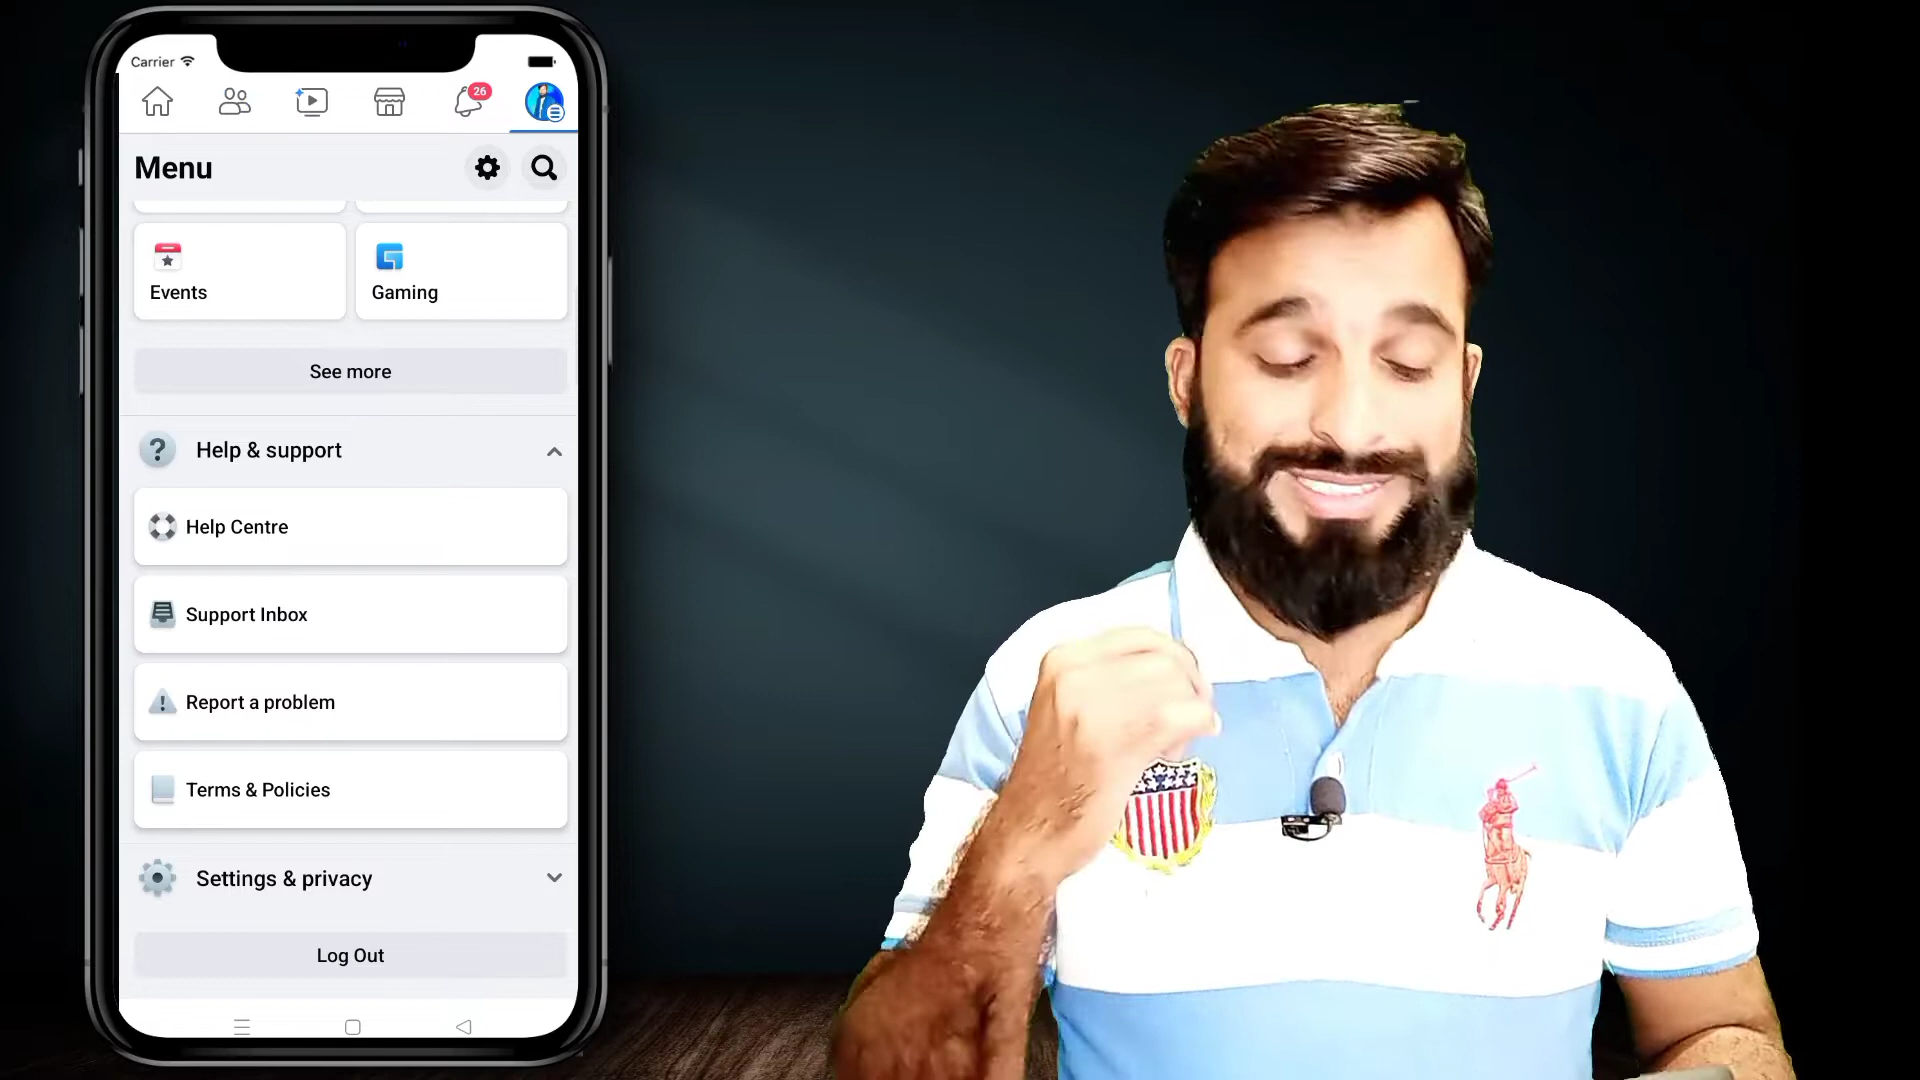 Carrier
26
Menu
Events
Gaming
See more
Help & support
Help Centre
Support Inbox
Report a problem
Terms & Policies
Settings & privacy
Log Out